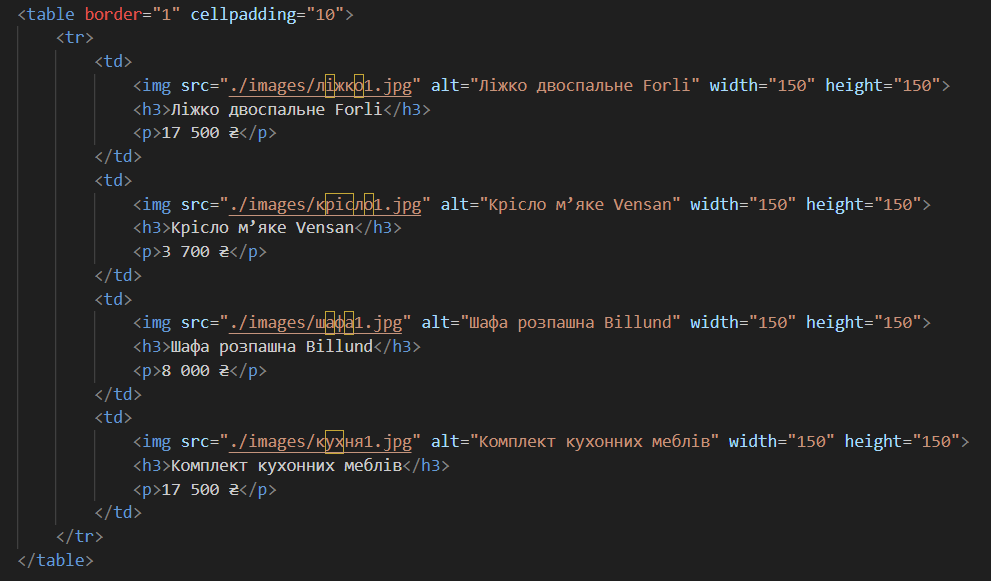 <table border="1" cellpadding="10">
<tr>
<td>
<img src="./images/ліжко1.jpg" alt="Ліжко двоспальне Forli" width="150" height="150">
<h3>Ліжко двоспальне Forli</h3>
<p>17 500 ₴</p>
</td>
<td>
<img src="./images/крісло1.jpg" alt="Крісло м’яке Vensan" width="150" height="150">
<h3>Крісло м’яке Vensan</h3>
<p>3 700 ₴</p>
</td>
<td>
<img src="./images/шафа1.jpg" alt="Шафа розпашна Billund" width="150" height="150">
<h3>Шафа розпашна Billund</h3>
<p>8 000 ₴</p>
</td>
<td>
<img src="./images/кухня1.jpg" alt="Комплект кухонних меблів" width="150" height="150">
<h3>Комплект кухонних меблів</h3>
<p>17 500 ₴</p>
</td>
</tr>
</table>